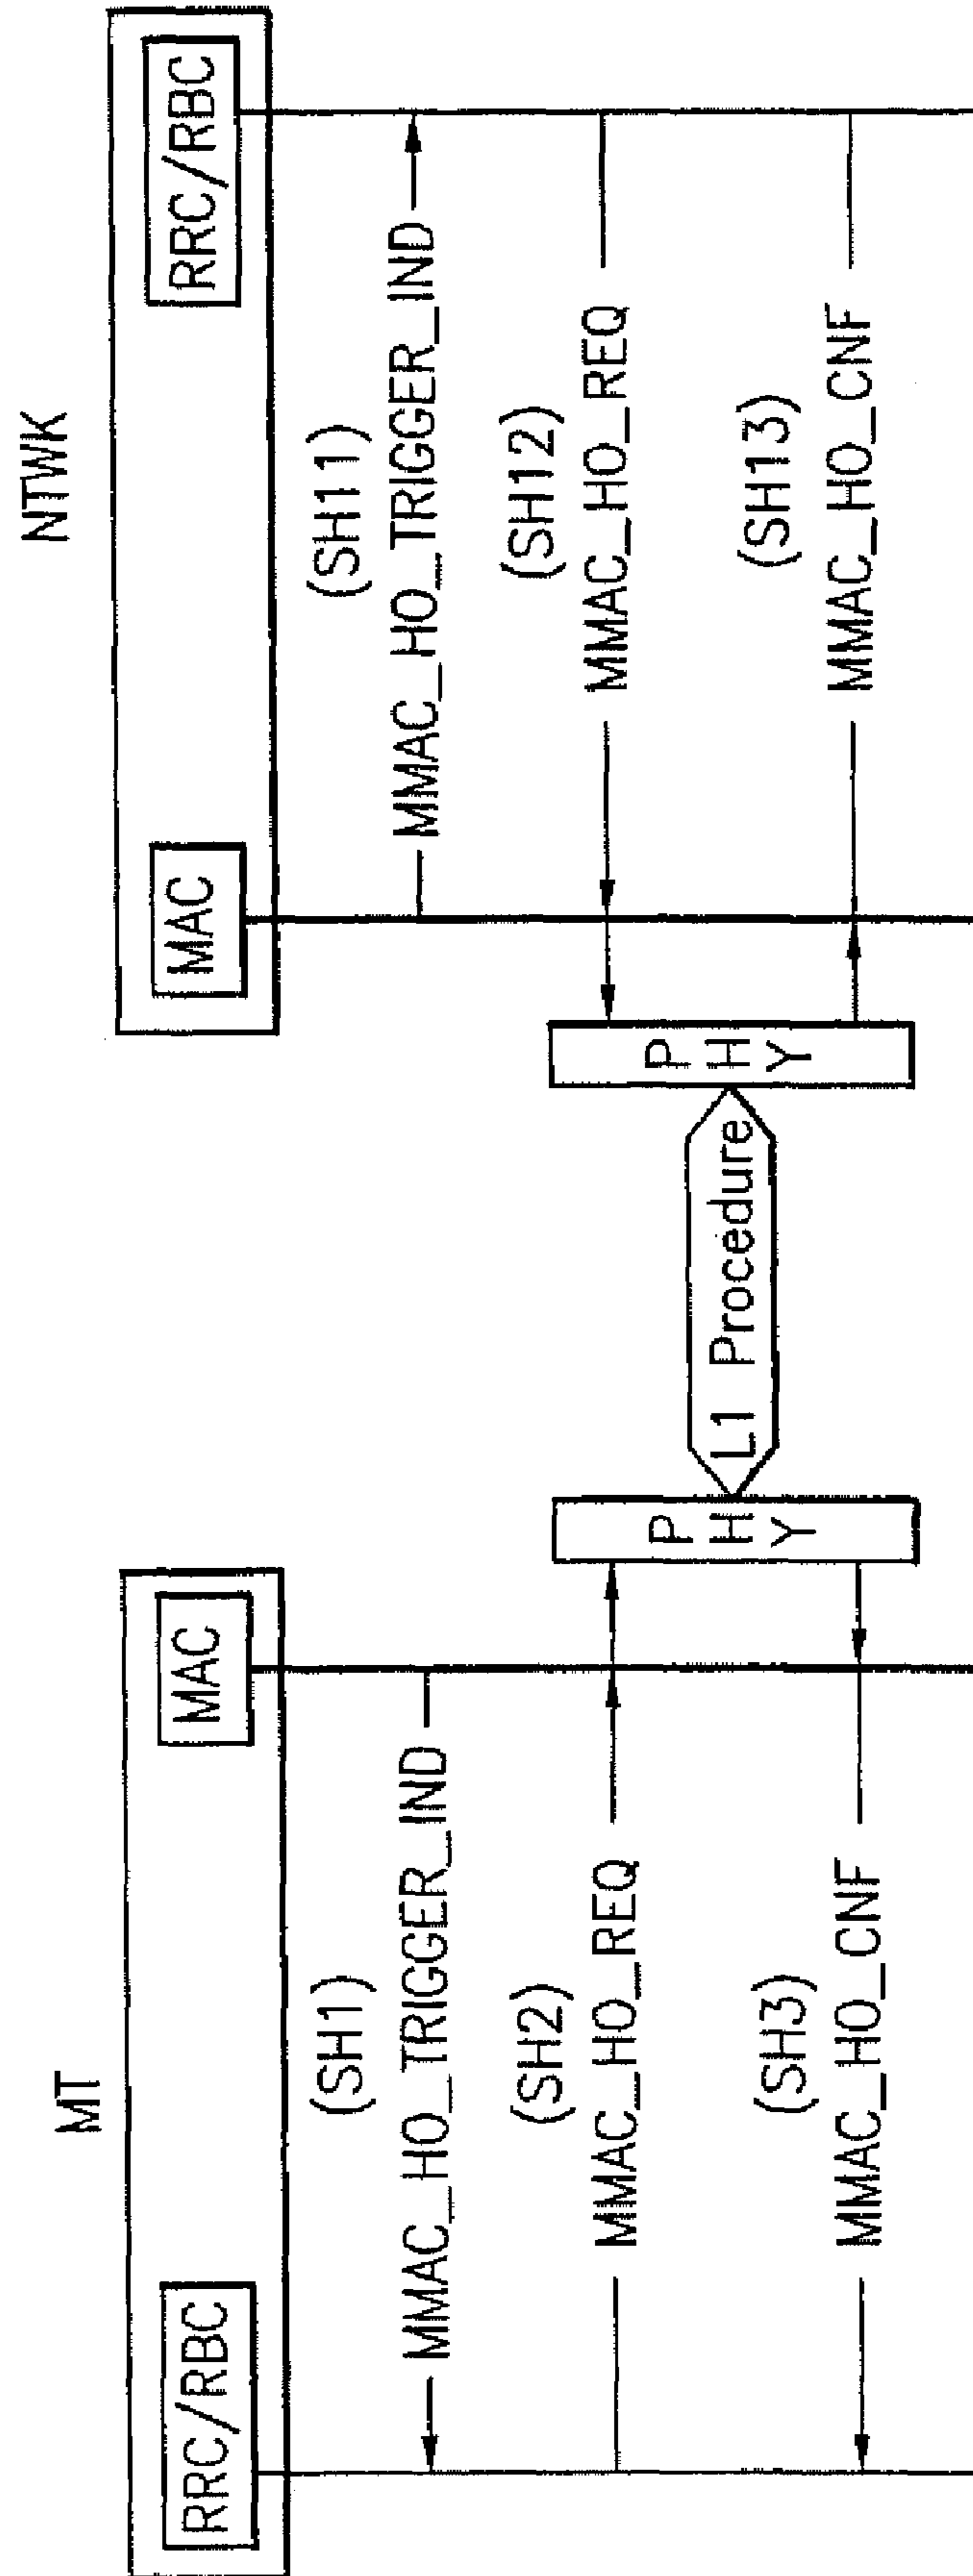 MT
NTWK
RRC/RBC
MAC
MAC
RRC/RBC
(SH1)
MMAC_HO_TRIGGER_IND
(SH11)
MMAC_HO_TRIGGER_IND
(SH2)
MMAC_HO_REQ
(SH12)
MMAC_HO_REQ
PHY
L1 Procedure
PHY
(SH3)
MMAC_HO_CNF
(SH13)
MMAC_HO_CNF